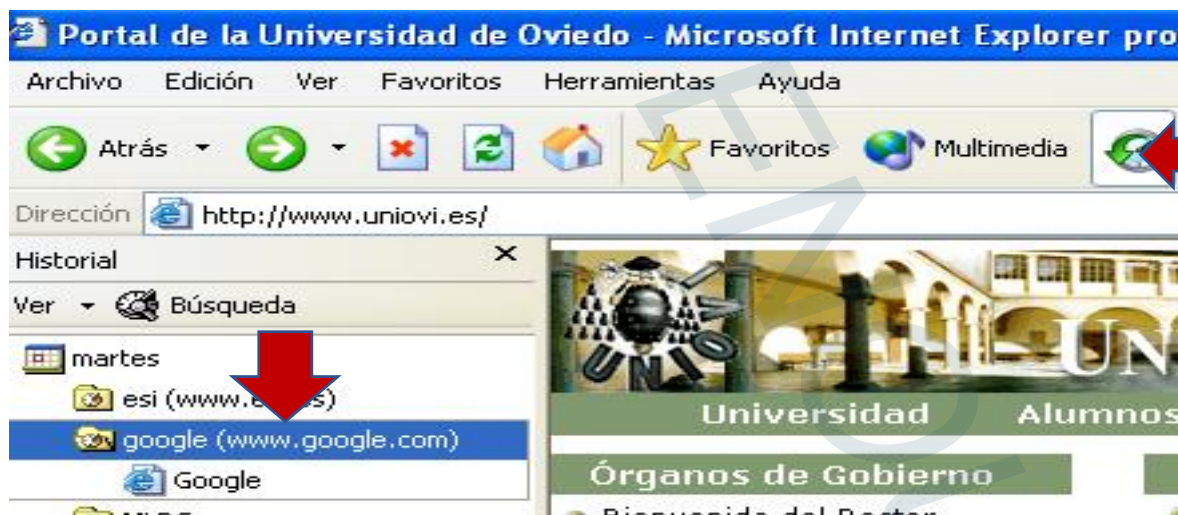 Portal de la Universidad de Oviedo - Microsoft Internet Explorer pro
Archivo Edición Ver Favoritos Herramientas Ayuda
Atrás Favoritos Multimedia
Dirección http://www.uniovi.es/
Historial
Ver Búsqueda
martes
esi
google (www.google.com)
Google
UNIO
UN
Universidad Alumnos
Órganos de Gobierno